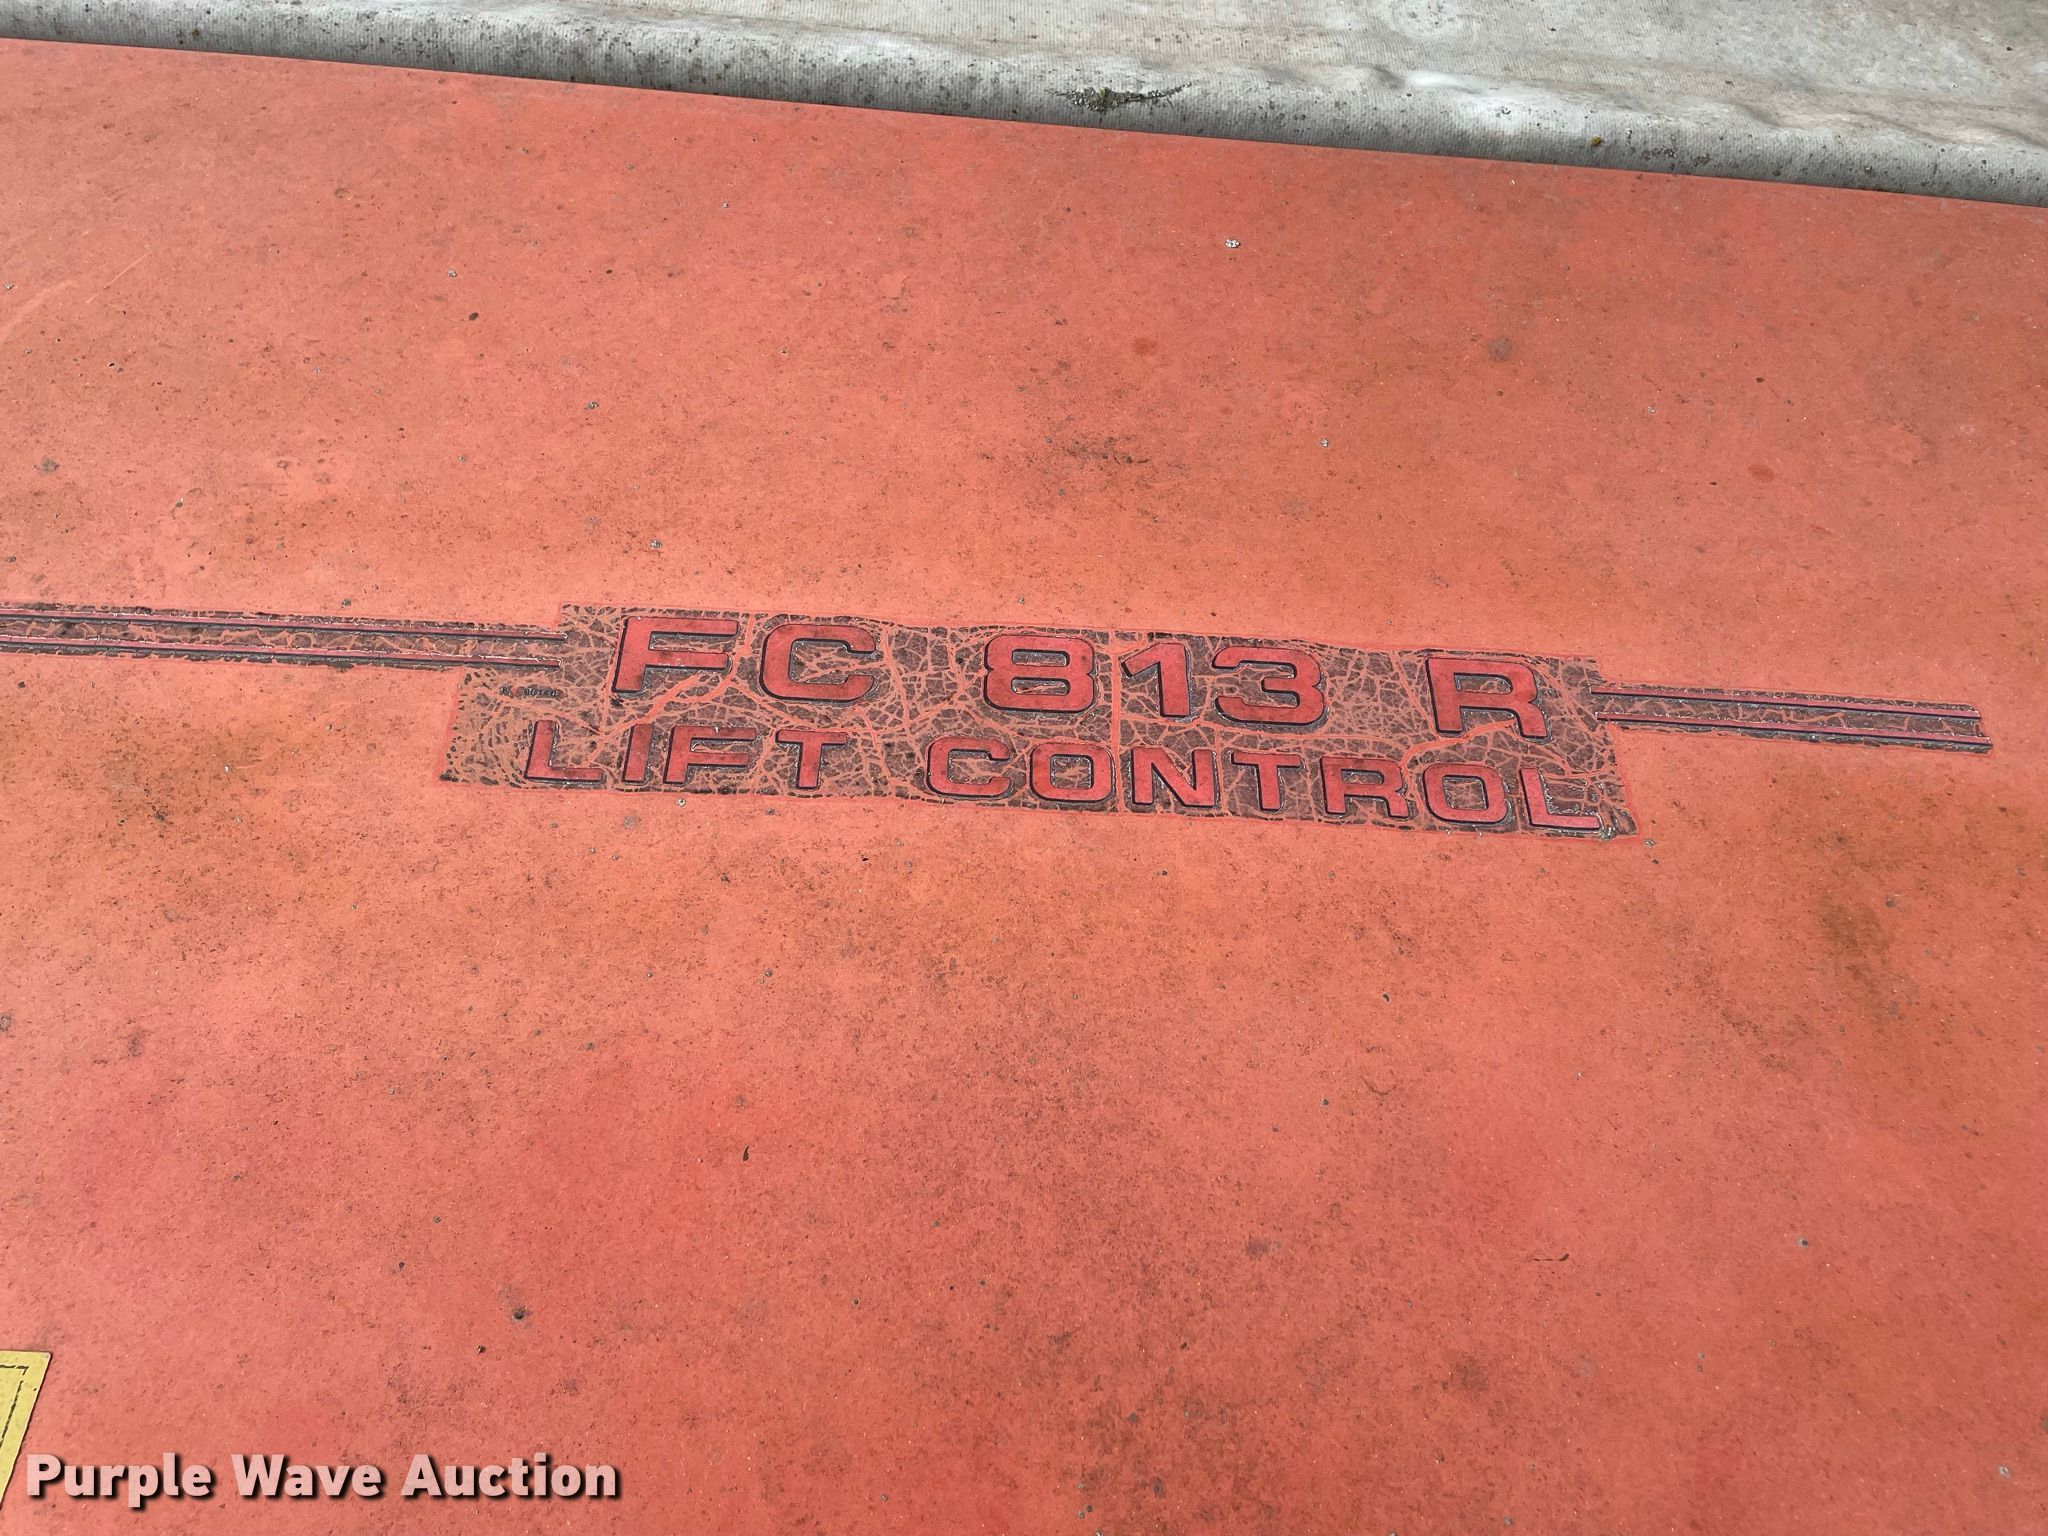 FC 813 R
LIFT CONTROL
Purple Wave Auction